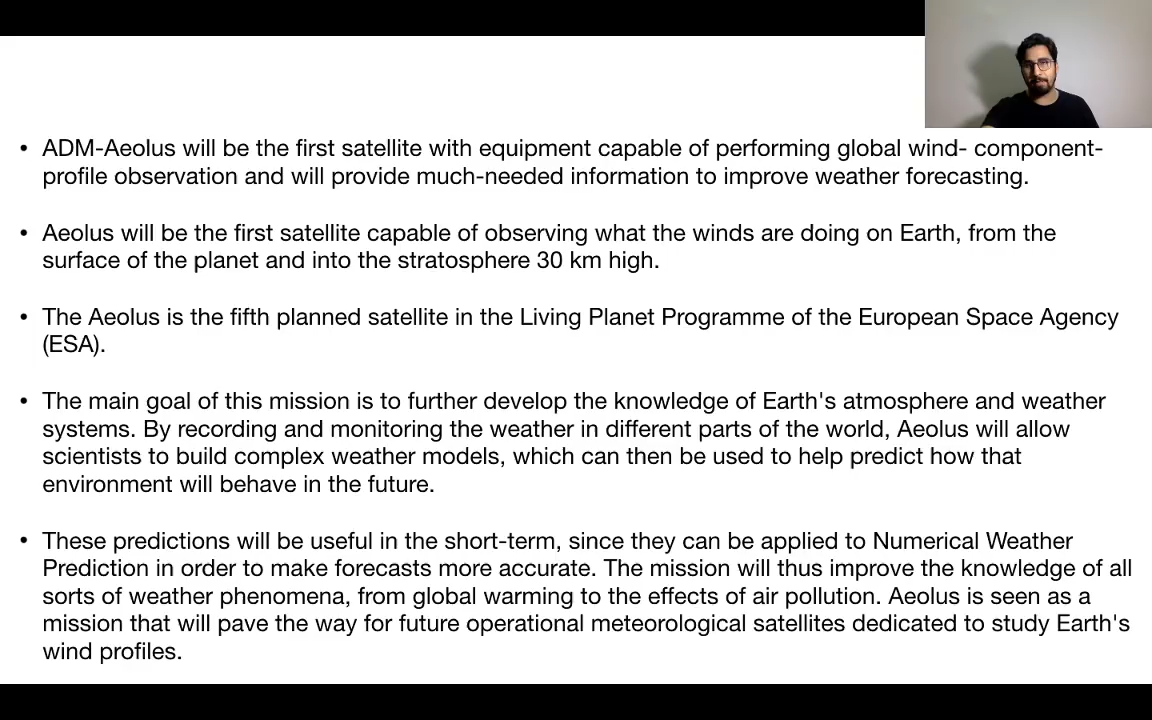 • ADM-Aeolus will be the first satellite with equipment capable of performing global wind- component-
profile observation and will provide much-needed information to improve weather forecasting.
• Aeolus will be the first satellite capable of observing what the winds are doing on Earth, from the
surface of the planet and into the stratosphere 30 km high.
• The Aeolus is the fifth planned satellite in the Living Planet Programme of the European Space Agency
(ESA).
• The main goal of this mission is to further develop the knowledge of Earth's atmosphere and weather
systems. By recording and monitoring the weather in different parts of the world, Aeolus will allow
scientists to build complex weather models, which can then be used to help predict how that
environment will behave in the future.
• These predictions will be useful in the short-term, since they can be applied to Numerical Weather
Prediction in order to make forecasts more accurate. The mission will thus improve the knowledge of all
sorts of weather phenomena, from global warming to the effects of air pollution. Aeolus is seen as a
mission that will pave the way for future operational meteorological satellites dedicated to study Earth's
wind profiles.